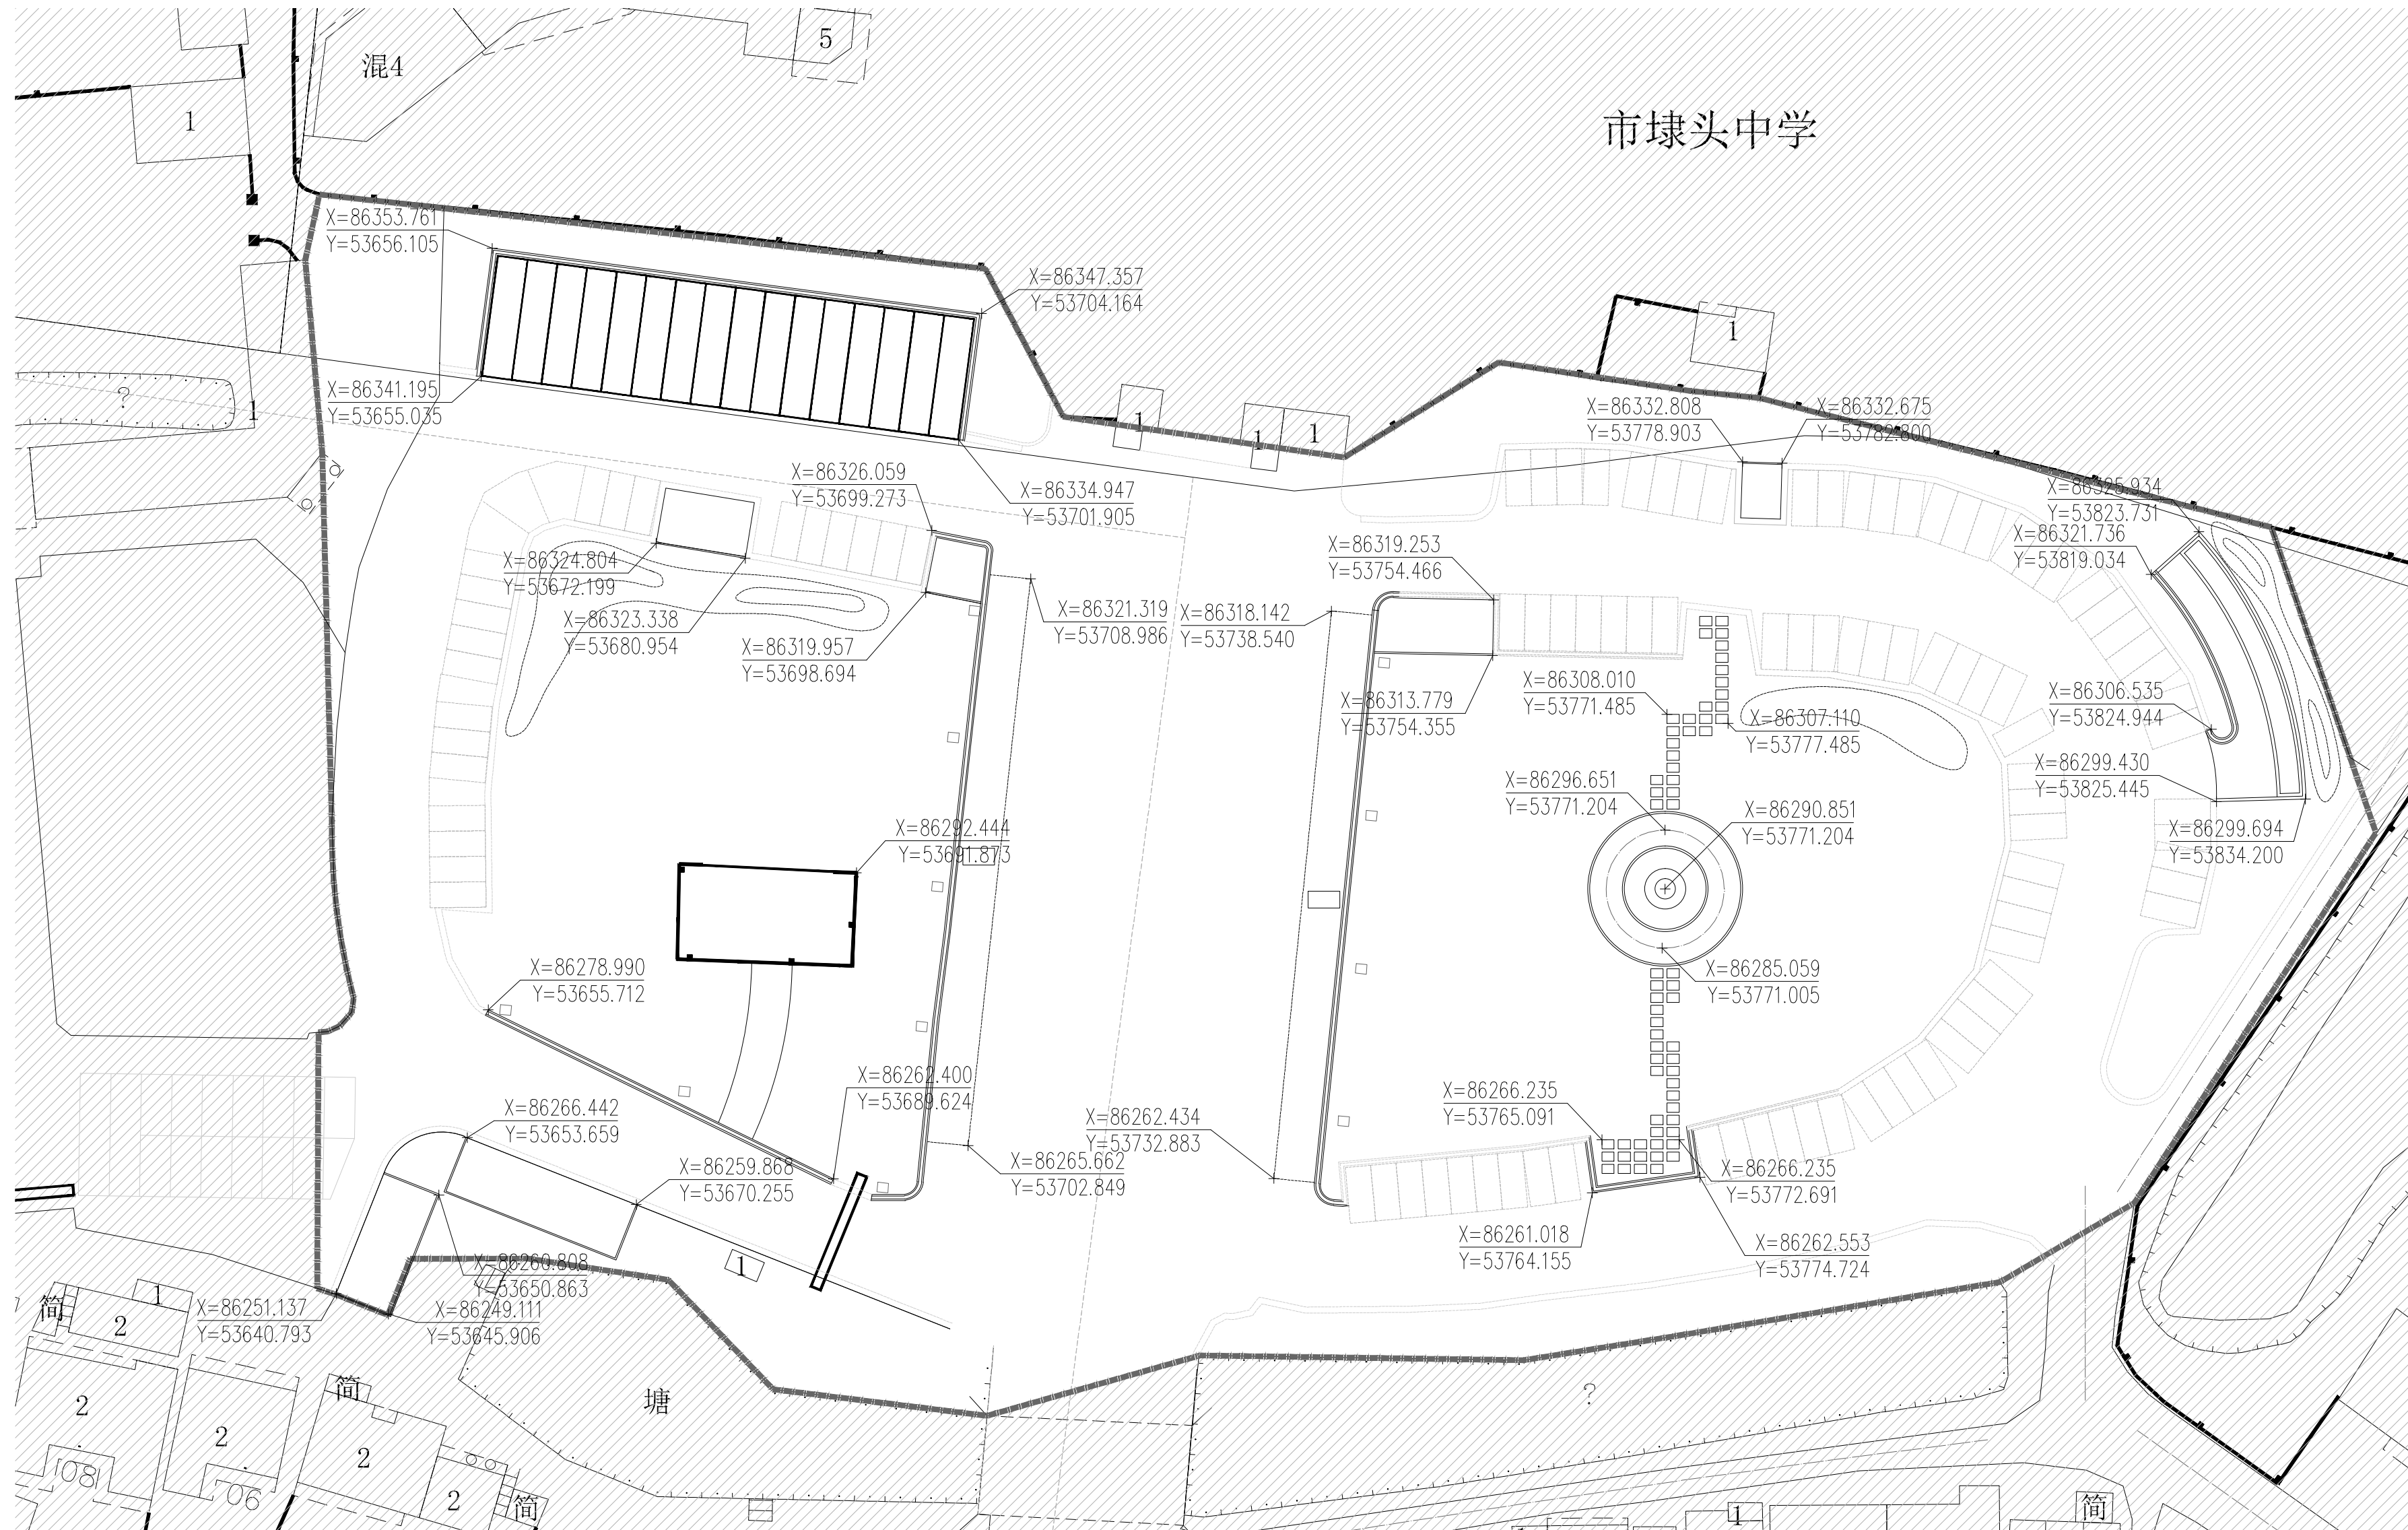 5
混4
1
市埭头中学
X=86353.761
Y=53656.105
X=86347.357
Y=53704.164
1
X=86341.195
Y=53655.035
?
1
1
1
1
X=86332.808
Y=53778.903
X=86332.675
Y=53782.800
X=86326.059
Y=53699.273
X=86334.947
Y=53701.905
X=86325.934
Y=53823.731
X=86321.736
Y=53819.034
X=86324.804
Y=53672.199
X=86319.253
Y=53754.466
X=86323.338
Y=53680.954
X=86321.319
Y=53708.986
X=86318.142
Y=53738.540
X=86319.957
Y=53698.694
X=86313.779
Y=53754.355
X=86308.010
Y=53771.485
X=86307.110
Y=53777.485
X=86306.535
Y=53824.944
X=86299.430
Y=53825.445
X=86296.651
Y=53771.204
X=86290.851
Y=53771.204
X=86292.444
Y=53691.873
X=86299.694
Y=53834.200
X=86278.990
Y=53655.712
X=86285.059
Y=53771.005
X=86262.400
Y=53689.624
X=86266.235
Y=53765.091
X=86266.442
Y=53653.659
X=86262.434
Y=53732.883
X=86259.868
Y=53670.255
X=86265.662
Y=53702.849
X=86266.235
Y=53772.691
X=86261.018
Y=53764.155
X=86262.553
Y=53774.724
X=86260.808
Y=53650.863
1
X=86251.137
Y=53640.793
X=86249.111
Y=53645.906
简
1
2
简
塘
?
2
2
2
2
08
06
简
1
简